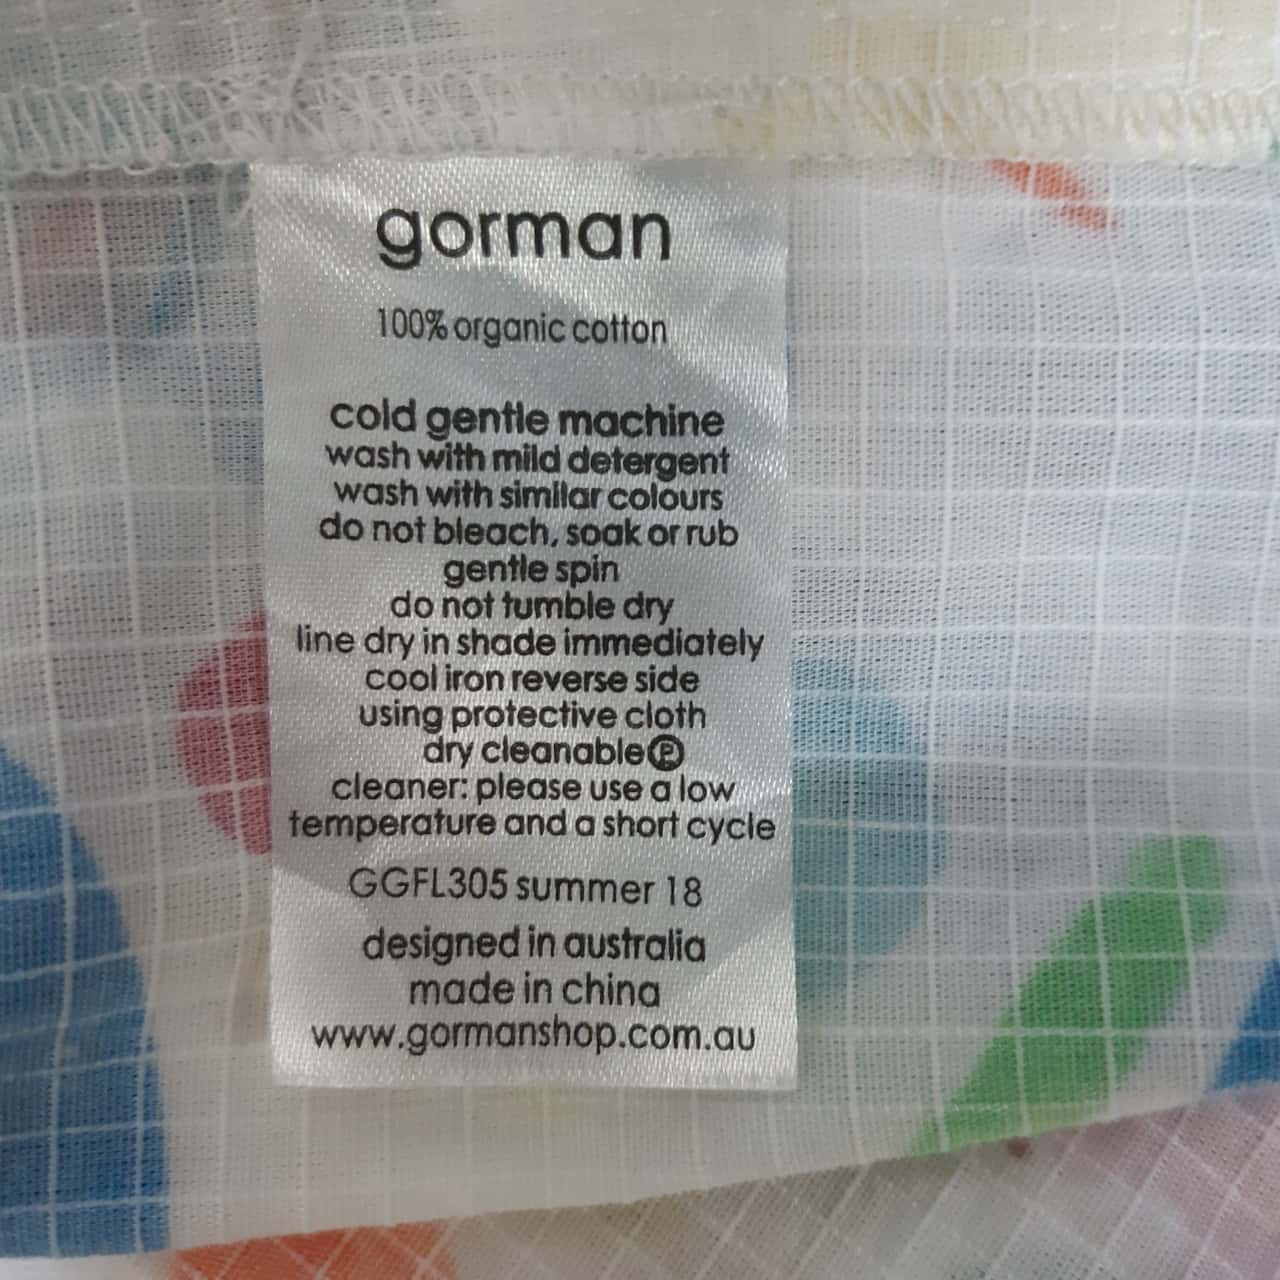 gorman
100% organic cotton
cold gentle machine
wash with mild detergent
wash with similar colours
do not bleach, soak or rub
gentle spin
do not tumble dry
line dry in shade immediately
cool iron reverse side
using protective cloth
dry cleanable Ⓟ
cleaner: please use a low
temperature and a short cycle
GGFL305 summer 18
designed in australia
made in china
www.gormanshop.com.au